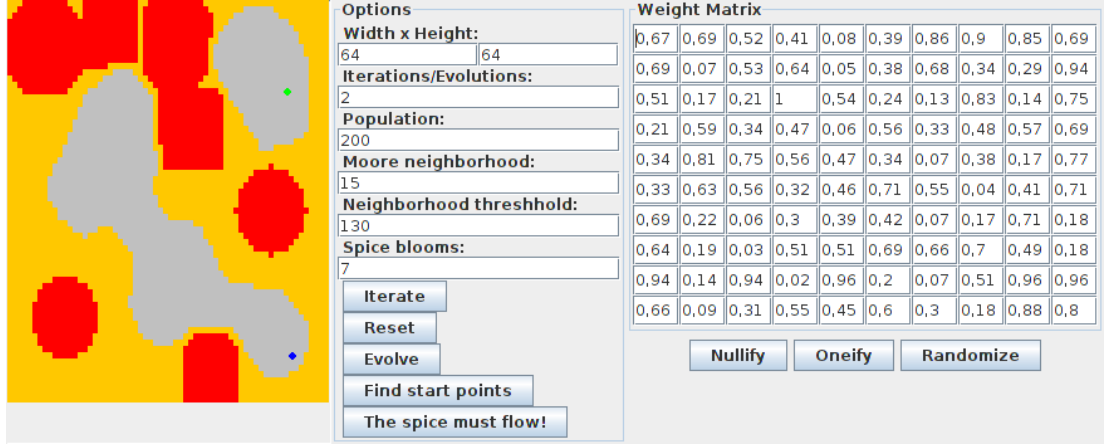 Options
Width x Height:
64 64
Iterations/Evolutions:
2
Population:
200
Moore neighborhood:
15
Neighborhood threshhold:
130
Spice blooms:
7
Iterate
Reset
Evolve
Find start points
The spice must flow!
Weight Matrix
0,67 0,69 0,52 0,41 0,08 0,39 0,86 0,9 0,85 0,69
0,69 0,07 0,53 0,64 0,05 0,38 0,68 0,34 0,29 0,94
0,51 0,17 0,21 1 0,54 0,24 0,13 0,83 0,14 0,75
0,21 0,59 0,34 0,47 0,06 0,56 0,33 0,48 0,57 0,69
0,34 0,81 0,75 0,56 0,47 0,34 0,07 0,38 0,17 0,77
0,33 0,63 0,56 0,32 0,46 0,71 0,55 0,04 0,41 0,71
0,69 0,22 0,06 0,3 0,39 0,42 0,07 0,17 0,71 0,18
0,64 0,19 0,03 0,51 0,51 0,69 0,66 0,7 0,49 0,18
0,94 0,14 0,94 0,02 0,96 0,2 0,07 0,51 0,96 0,96
0,66 0,09 0,31 0,55 0,45 0,6 0,3 0,18 0,88 0,8
Nullify Oneify Randomize